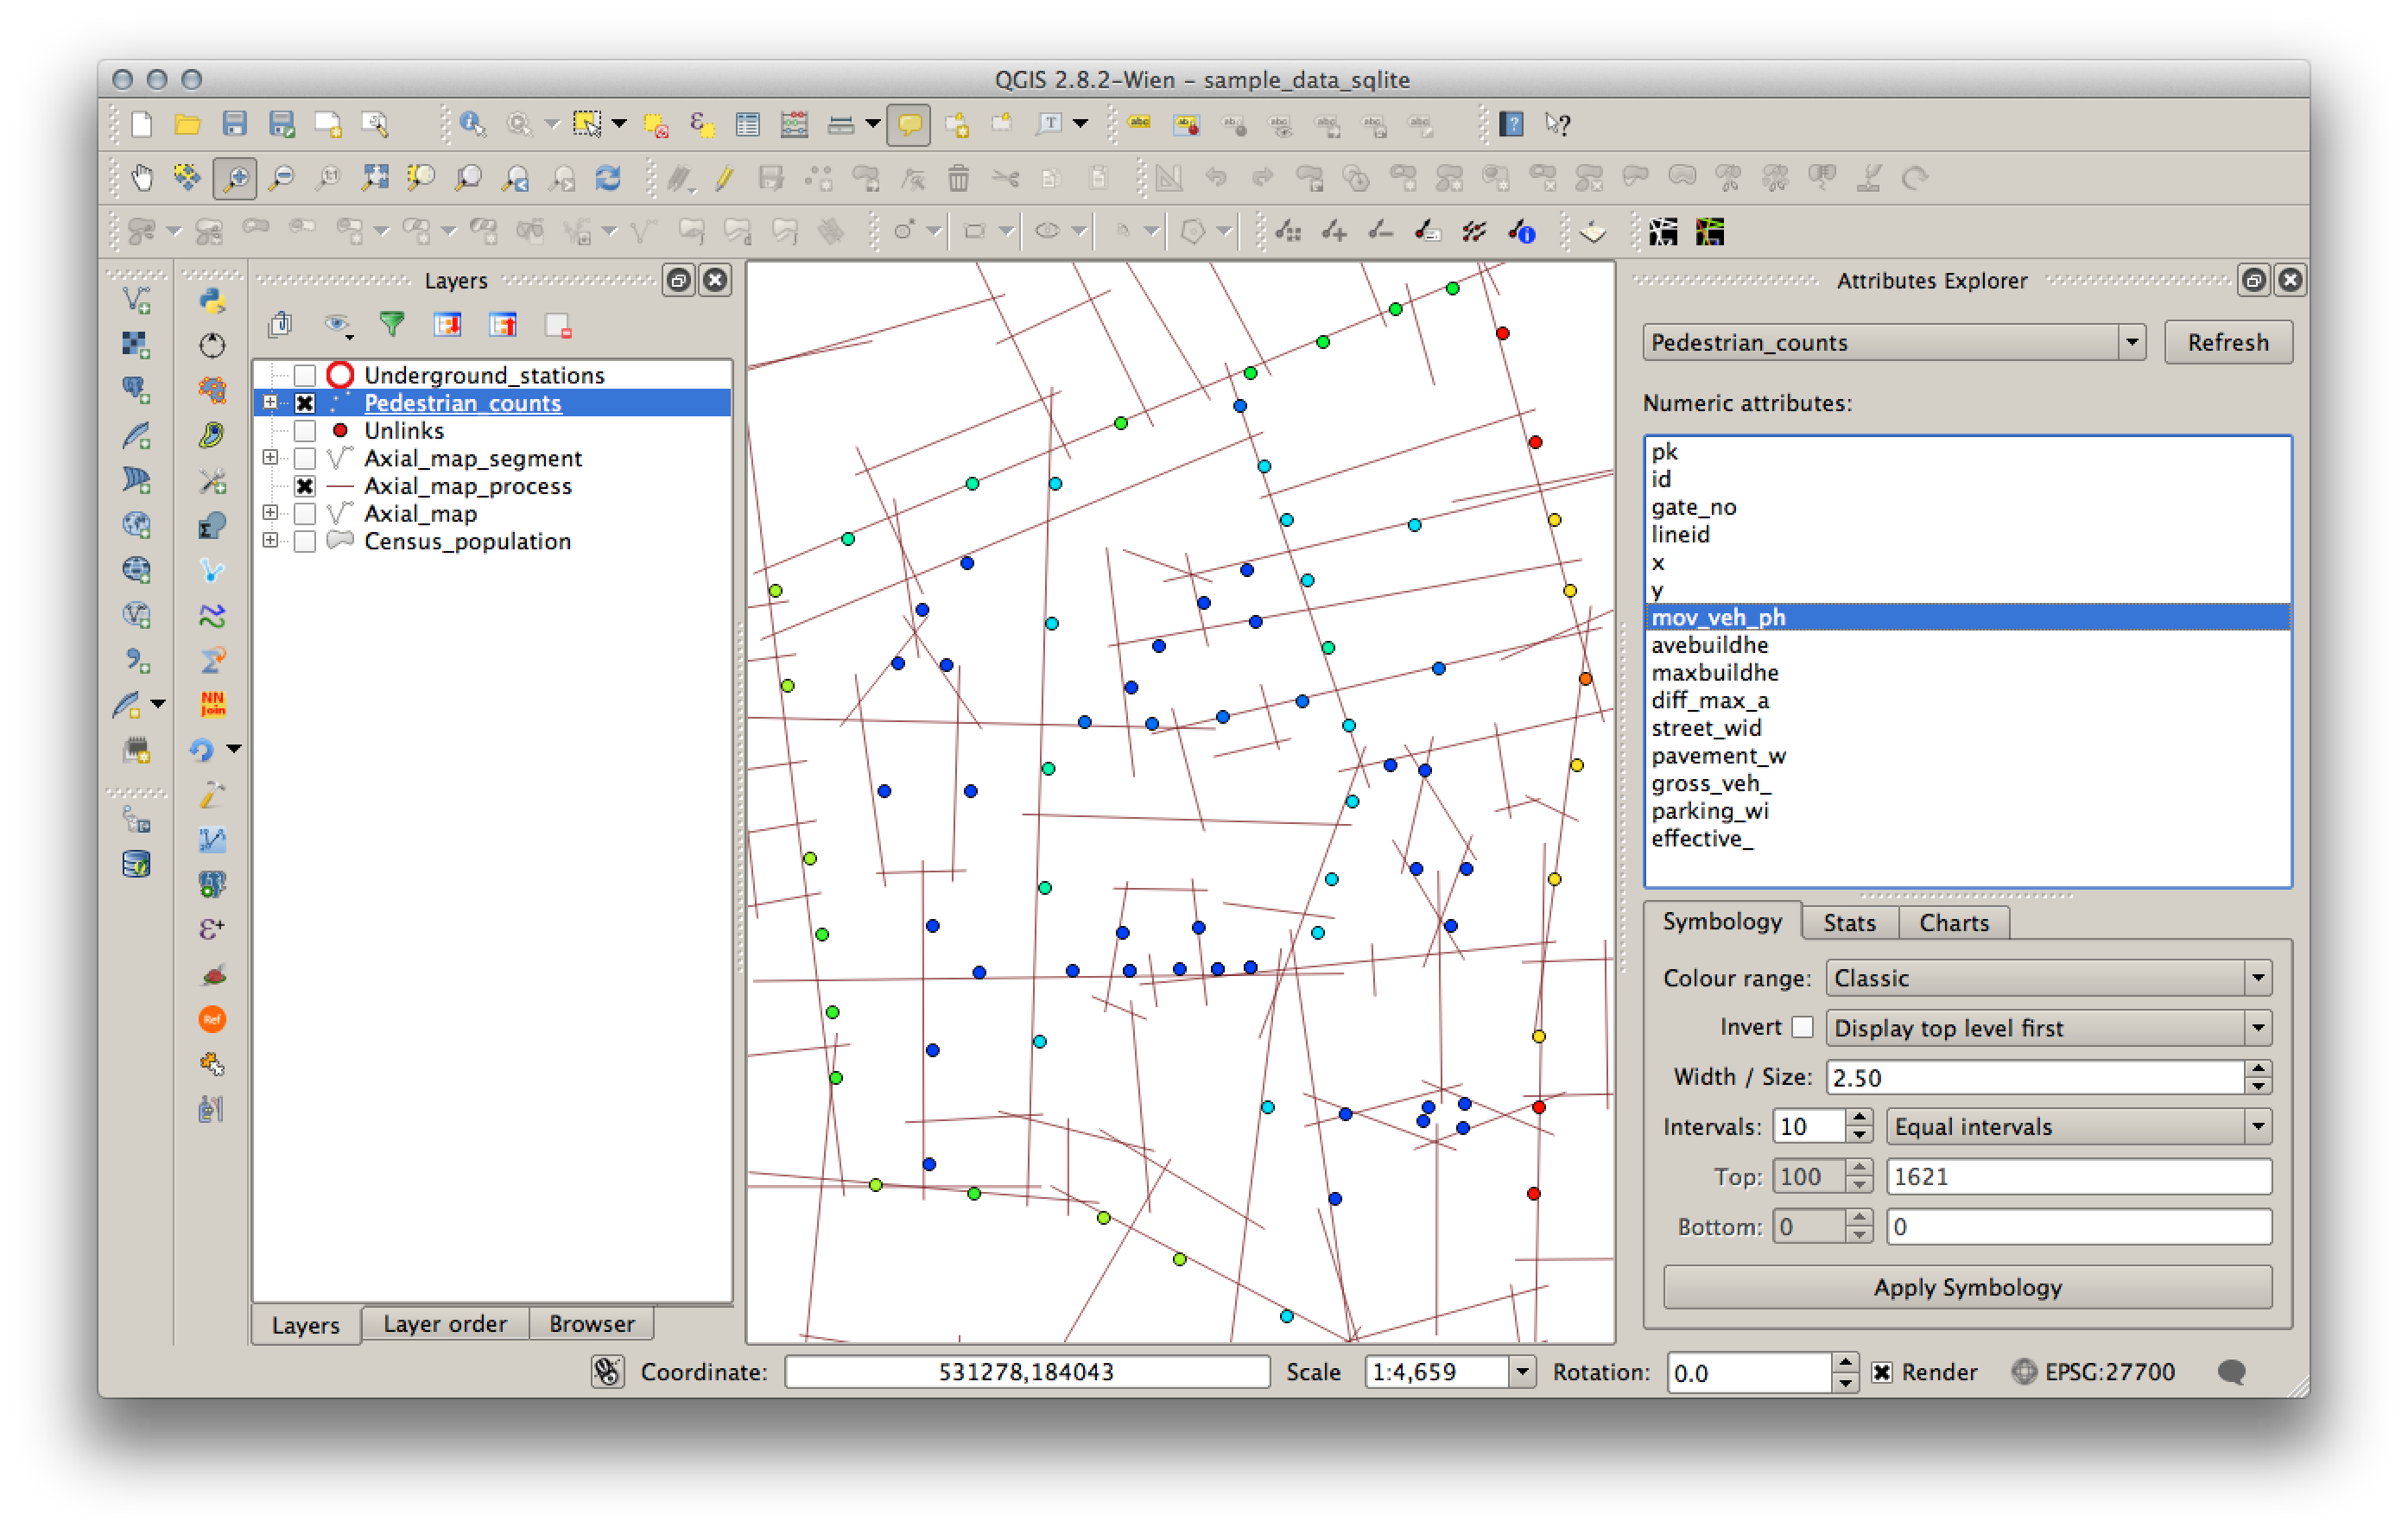 QGIS 2.8.2-Wien - sample_data_sqlite
Layers
Underground_stations
Pedestrian_counts
Unlinks
Axial_map_segment
Axial_map_process
Axial_map
Census_population
NN
Join
Ref
Layers
Layer order
Browser
Attributes Explorer
Pedestrian_counts
Refresh
Numeric attributes:
pk
id
gate_no
lineid
x
y
mov_veh_ph
avebuildhe
maxbuildhe
diff_max_a
street_wid
pavement_w
gross_veh_
parking_wi
effective_
Symbology
Stats
Charts
Colour range: Classic
Invert Display top level first
Width / Size: 2.50
Intervals: 10 Equal intervals
Top: 100 1621
Bottom: 0 0
Apply Symbology
Coordinate: 531278,184043 Scale 1:4,659 Rotation: 0.0 Render EPSG:27700